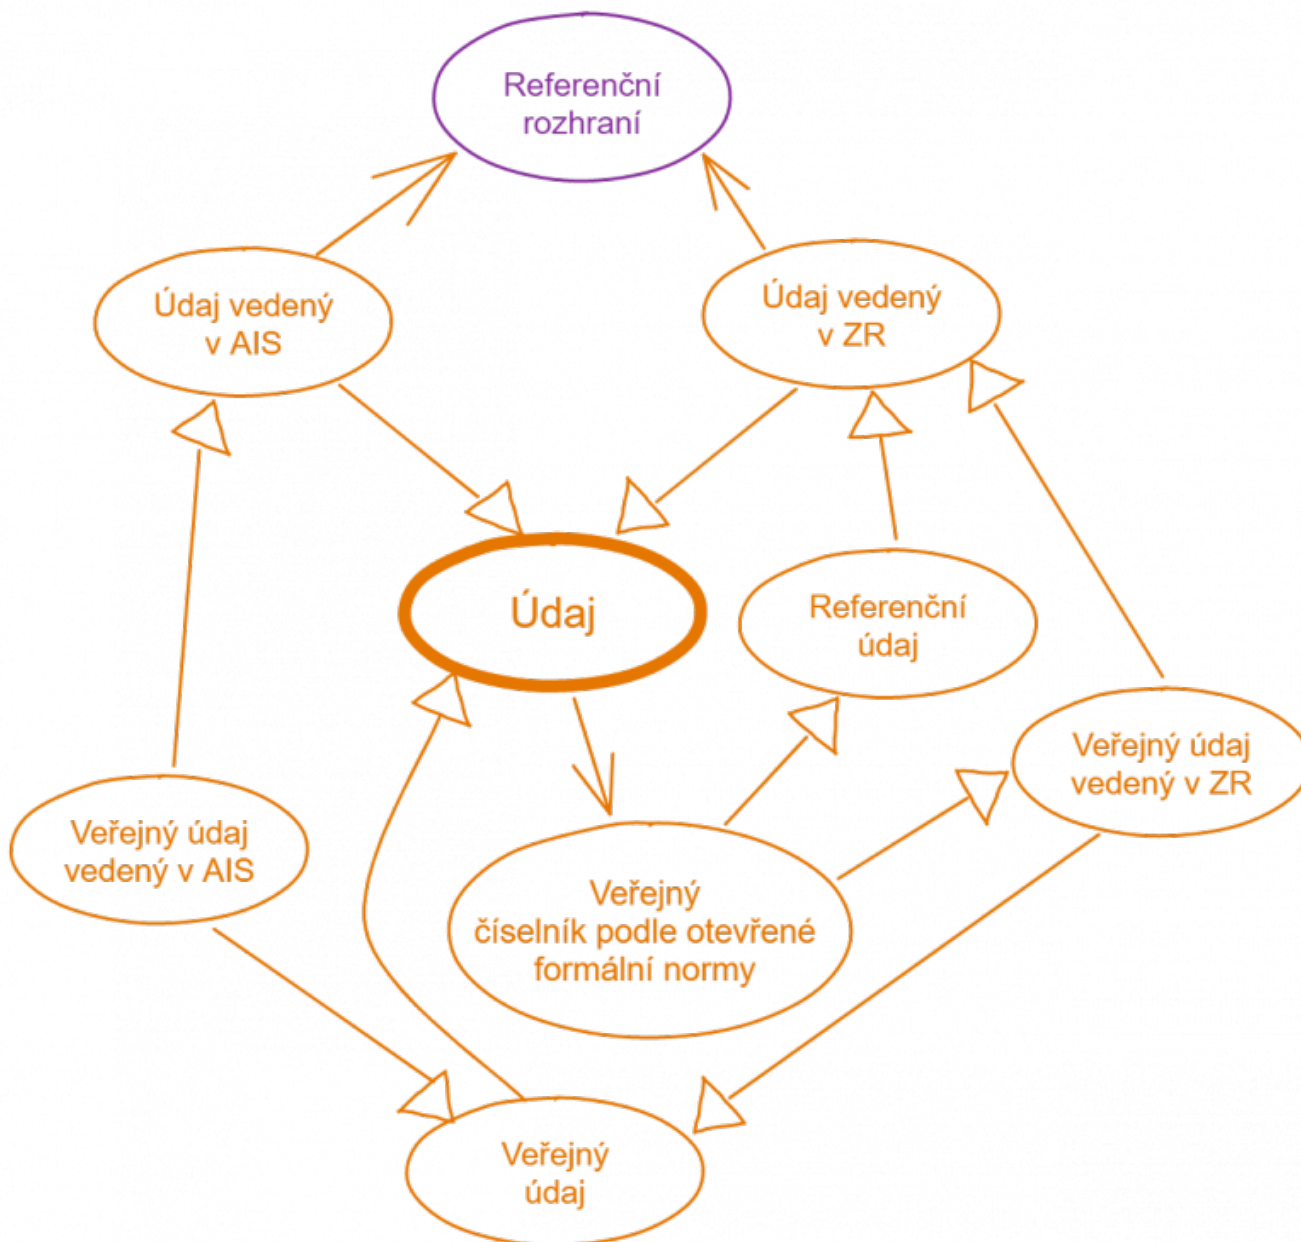 Referenční
rozhraní
Údaj vedený
v AIS
Údaj vedený
v ZR
Údaj
Referenční
údaj
Veřejný údaj
vedený v ZR
Veřejný údaj
vedený v AIS
Veřejný
číselník podle otevřené
formální normy
Veřejný
údaj